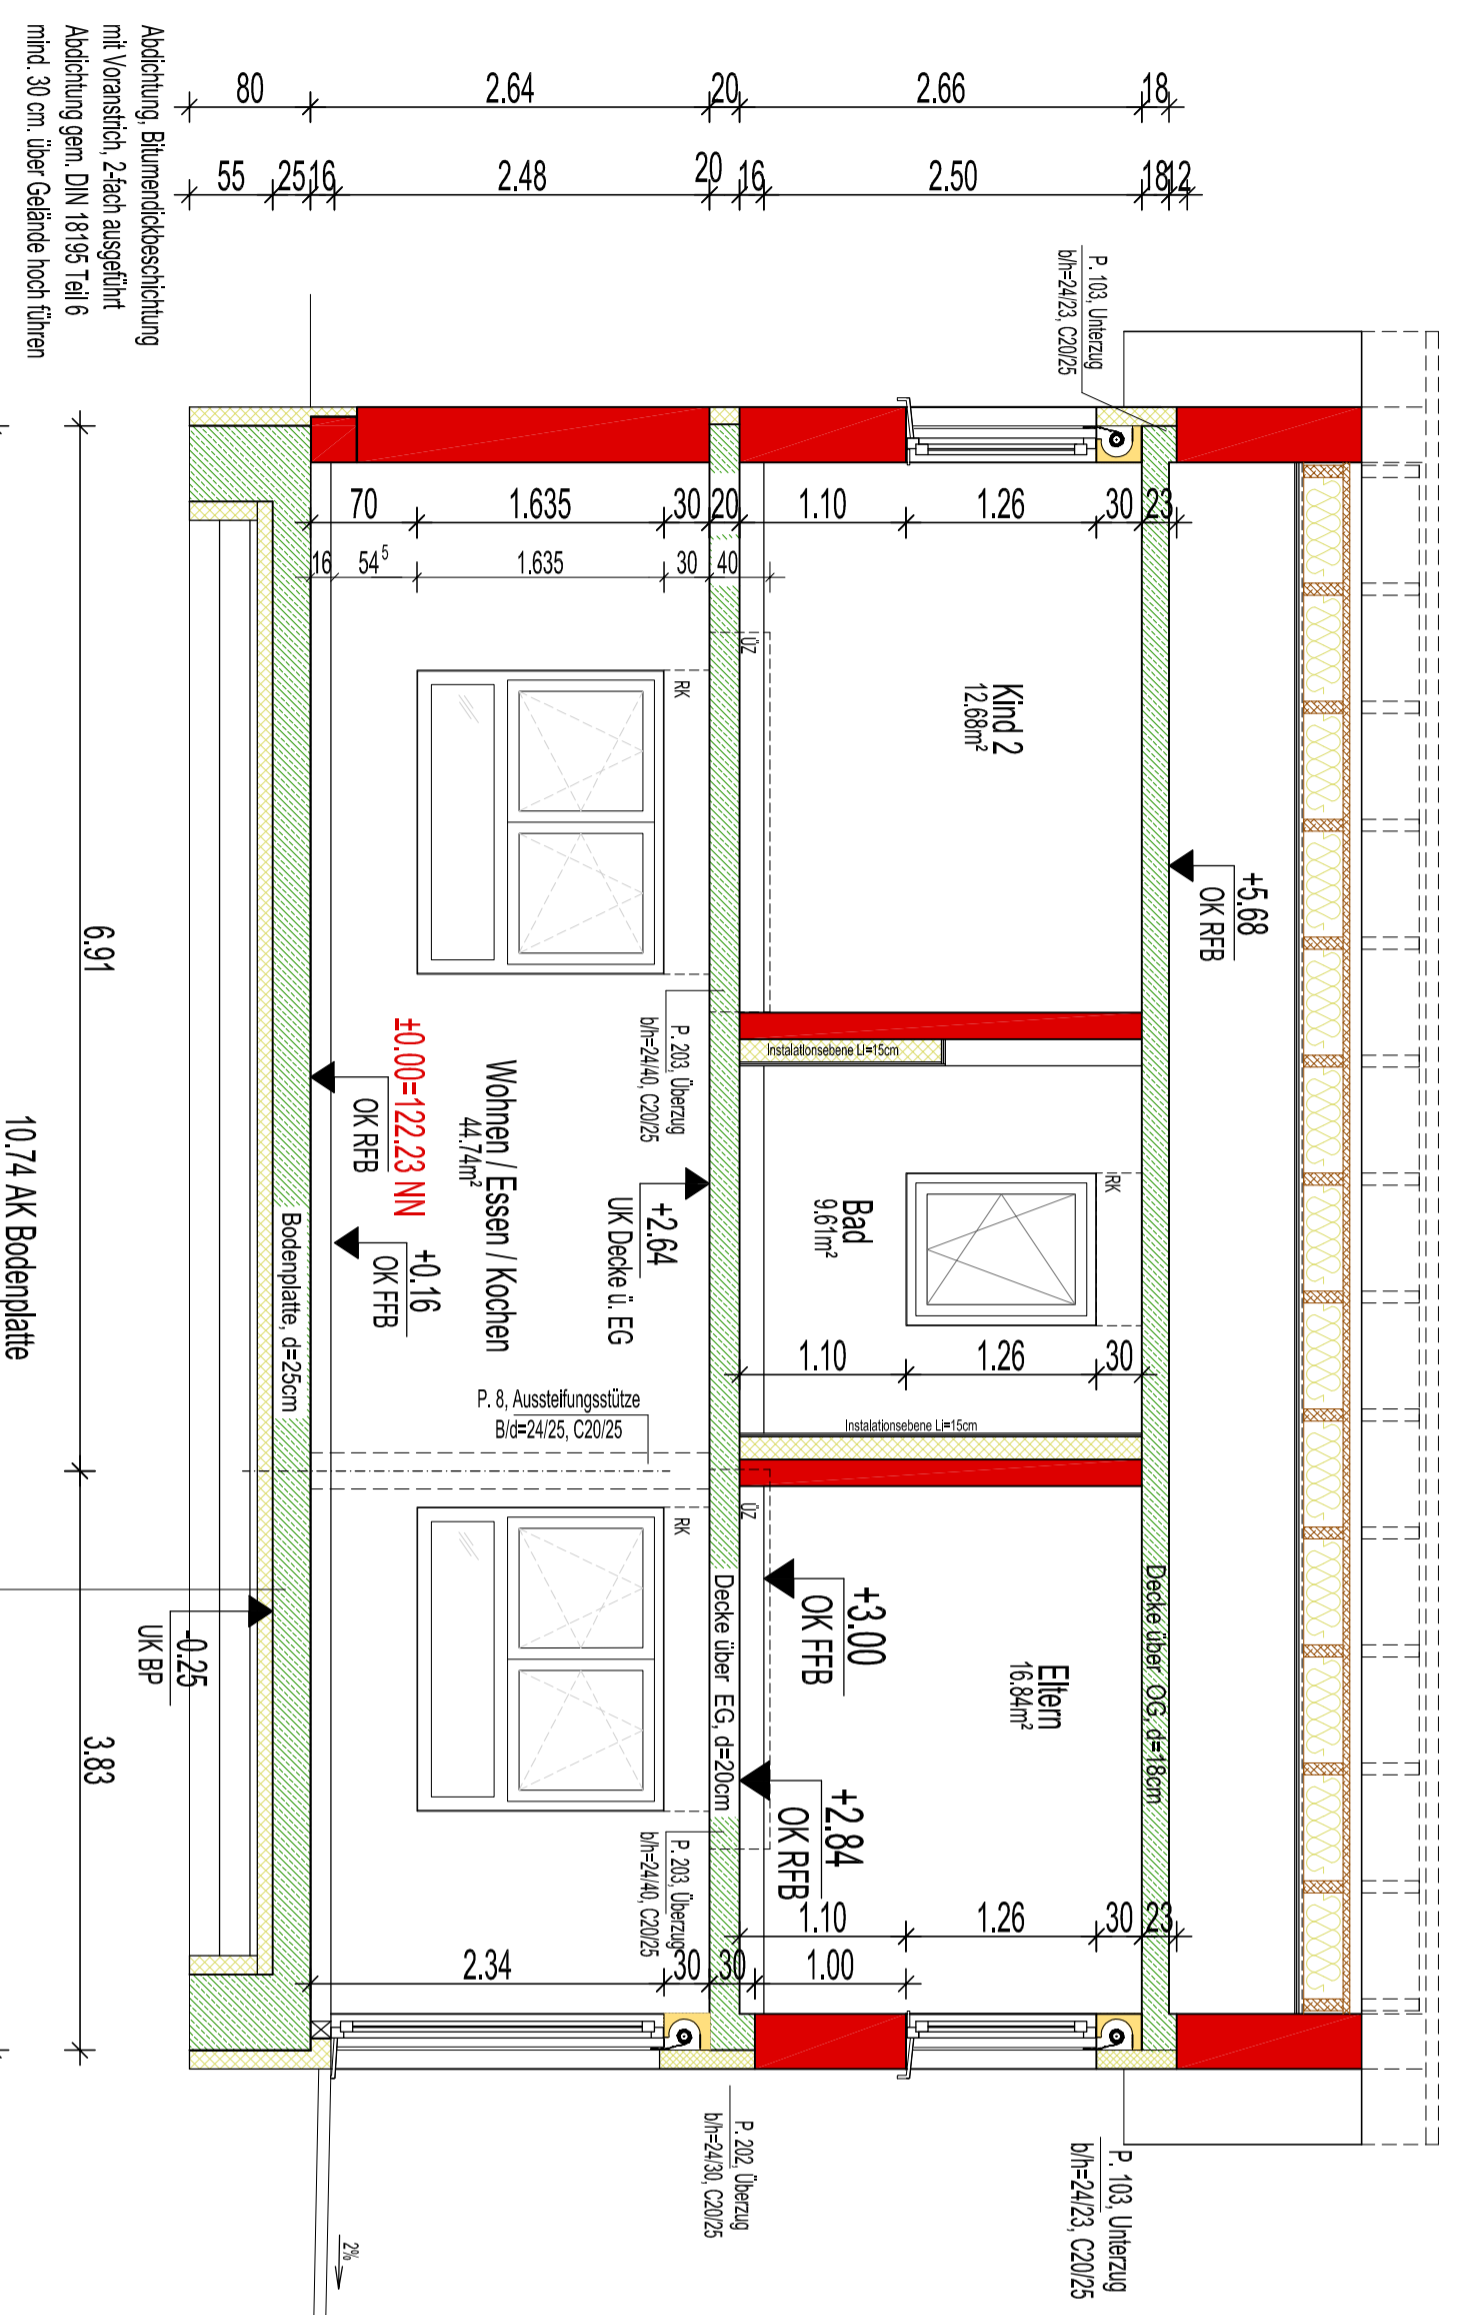 80
2.64
20
2.66
18
55
25
16
2.48
20
16
2.50
18
12
Abdichtung, Bitumendickbeschichtung
mit Voranstrich, 2-fach ausgeführt
Abdichtung gem. DIN 18195 Teil 6
mind. 30 cm. über Gelände hoch führen
P. 103, Unterzug
b/h=24/23, C20/25
70
1.635
30
20
1.10
1.26
30
23
16
54⁵
1.635
30
40
ÜZ
RK
Kind 2
12.68m²
+5.68
OK RFB
P. 203, Überzug
b/h=24/40, C20/25
Instalationsebene Li=15cm
±0.00=122.23 NN
OK RFB
Wohnen / Essen / Kochen
44.74m²
+2.64
UK Decke ü. EG
+0.16
OK FFB
Bodenplatte, d=25cm
Bad
9.61m²
RK
1.10
1.26
30
Instalationsebene Li=15cm
P. 8, Aussteifungsstütze
B/d=24/25, C20/25
ÜZ
RK
+3.00
OK FFB
Eltern
16.84m²
Decke über OG, d=18cm
Decke über EG, d=20cm
+2.84
OK RFB
-0.25
UK BP
P. 203, Überzug
b/h=24/40, C20/25
1.10
1.26
30
23
2.34
30
30
1.00
6.91
3.83
10.74 AK Bodenplatte
P. 202, Überzug
b/h=24/30, C20/25
P. 103, Unterzug
b/h=24/23, C20/25
2%